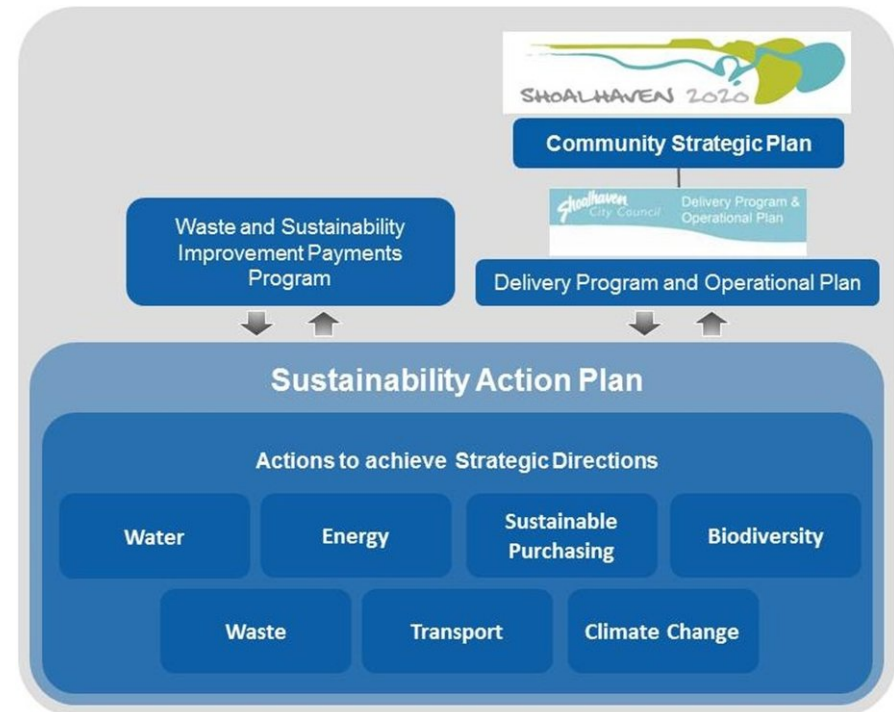 SHOALHAVEN 2020
Community Strategic Plan
Shoalhaven
City Council
Delivery Program &
Operational Plan
Waste and Sustainability
Improvement Payments
Program
Delivery Program and Operational Plan
Sustainability Action Plan
Actions to achieve Strategic Directions
Water
Energy
Sustainable
Purchasing
Biodiversity
Waste
Transport
Climate Change